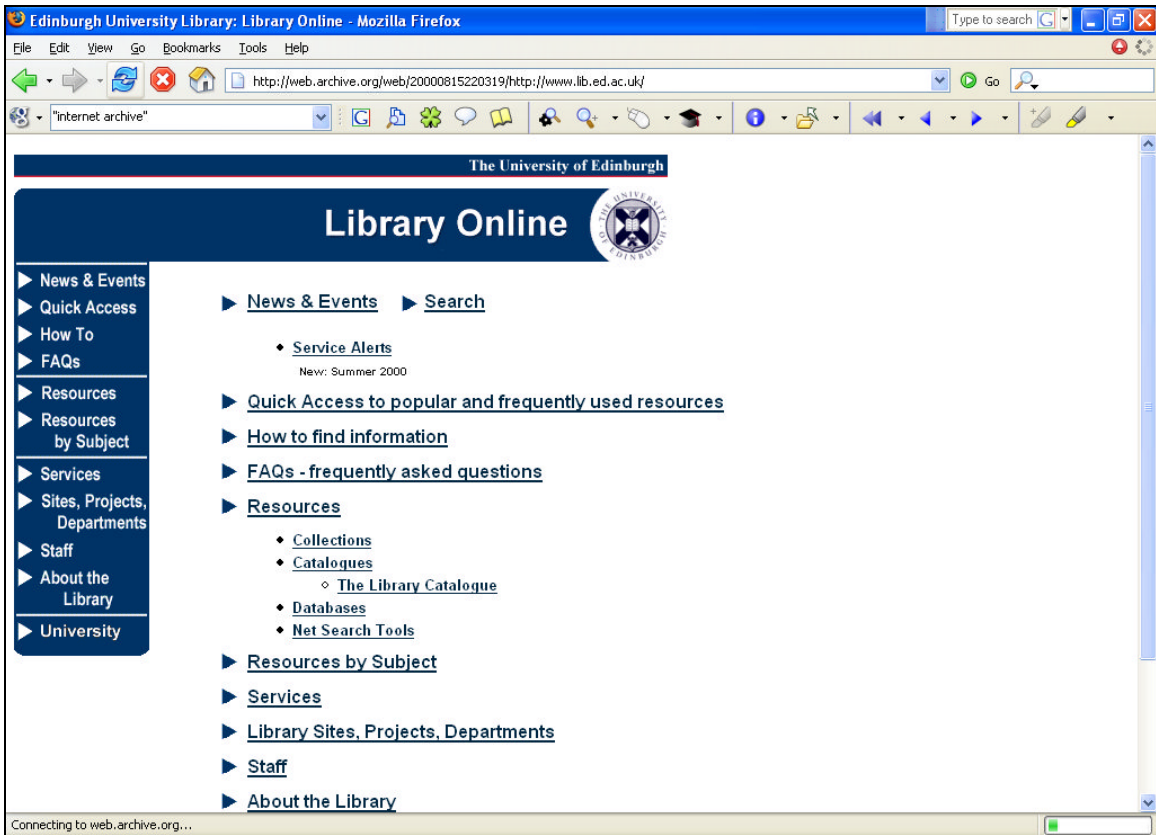 Edinburgh University Library: Library Online - Mozilla Firefox
Type to search
File Edit View Go Bookmarks Tools Help
http://web.archive.org/web/20000815220319/http://www.lib.ed.ac.uk/
Go
"internet archive"
The University of Edinburgh
Library Online
THE UNIVERSITY OF EDINBURGH
News & Events
Quick Access
How To
FAQs
Resources
Resources
by Subject
Services
Sites, Projects,
Departments
Staff
About the
Library
University
News & Events Search
Service Alerts
New: Summer 2000
Quick Access to popular and frequently used resources
How to find information
FAQs - frequently asked questions
Resources
Collections
Catalogues
The Library Catalogue
Databases
Net Search Tools
Resources by Subject
Services
Library Sites, Projects, Departments
Staff
About the Library
Connecting to web.archive.org...